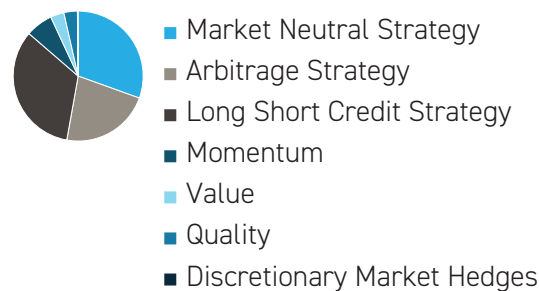 Market Neutral Strategy
Arbitrage Strategy
Long Short Credit Strategy
Momentum
Value
Quality
Discretionary Market Hedges